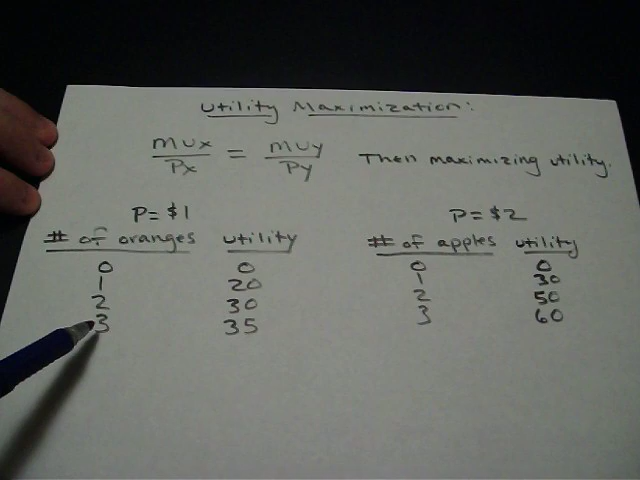 Utility Maximization:
MUx/Px = MUy/Py Then maximizing utility.
P=$1 P=$2
# of oranges utility # of apples utility
0 0 0 0
1 20 1 30
2 30 2 50
3 35 3 60